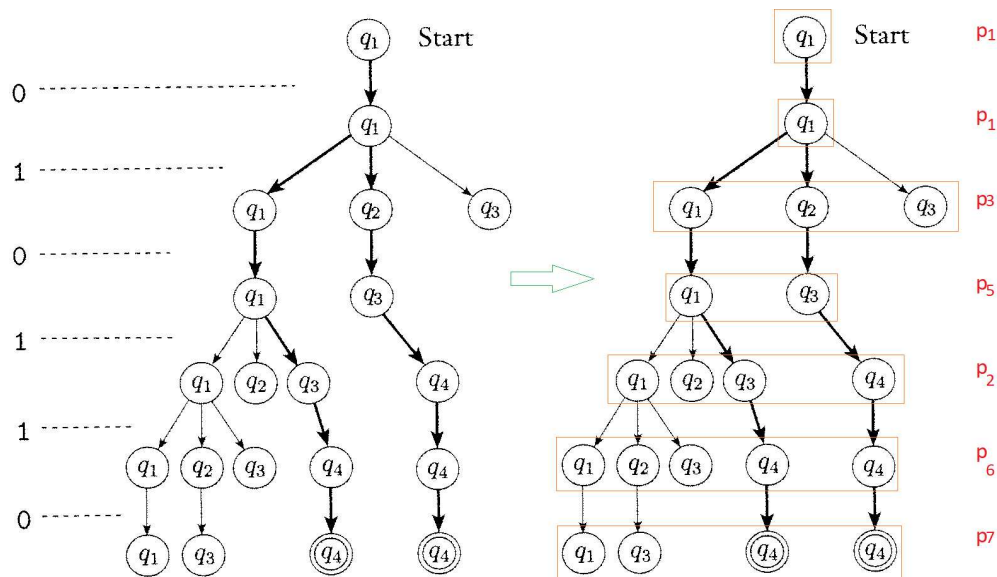 q1 Start q1 Start p1
0
q1 q1 p1
1
q1 q2 q3 q1 q2 q3 p3
0
q1 q3 q1 q3 p5
1
q1 q2 q3 q4 q1 q2 q3 q4 p2
1
q1 q2 q3 q4 q4 q1 q2 q3 q4 q4 p6
0
q1 q3 q4 q4 q1 q3 q4 q4 p7